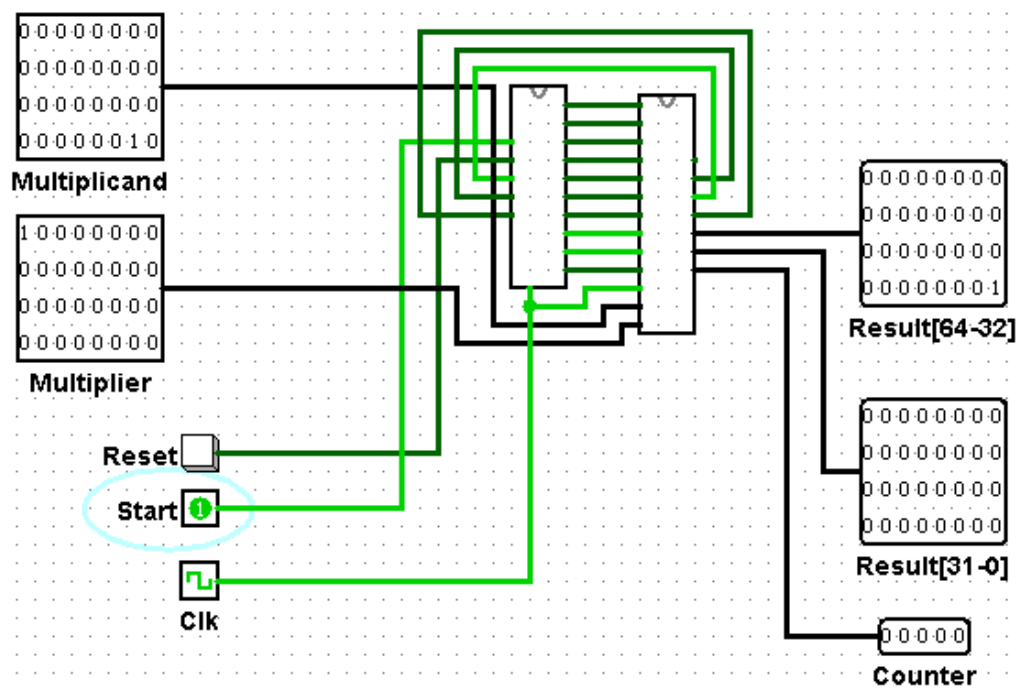 0 0 0 0 0 0 0 0
0 0 0 0 0 0 0 0
0 0 0 0 0 0 0 0
0 0 0 0 0 0 1 0
Multiplicand
1 0 0 0 0 0 0 0
0 0 0 0 0 0 0 0
0 0 0 0 0 0 0 0
0 0 0 0 0 0 0 0
Multiplier
Reset
Start 1
Clk
0 0 0 0 0 0 0 0
0 0 0 0 0 0 0 0
0 0 0 0 0 0 0 0
0 0 0 0 0 0 0 1
Result[64-32]
0 0 0 0 0 0 0 0
0 0 0 0 0 0 0 0
0 0 0 0 0 0 0 0
0 0 0 0 0 0 0 0
Result[31-0]
0 0 0 0 0
Counter